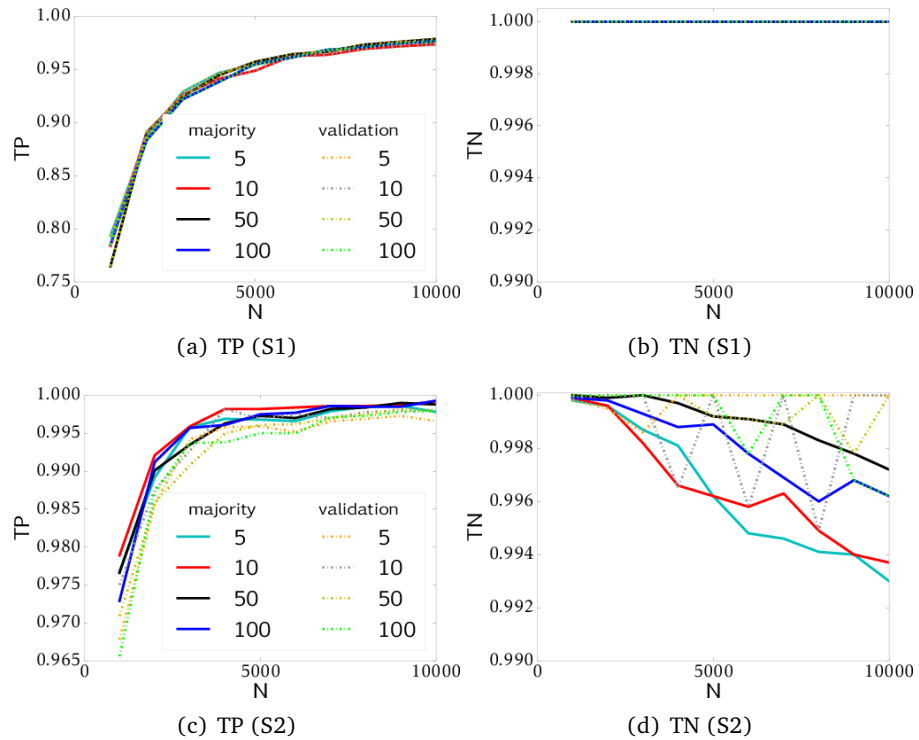 1.00
0.95
0.90
0.85
0.80
0.75
TP
majority validation
5 5
10 10
50 50
100 100
0 5000 10000
N
(a) TP (S1)
1.000
0.998
0.996
0.994
0.992
0.990
TN
0 5000 10000
N
(b) TN (S1)
1.000
0.995
0.990
0.985
0.980
0.975
0.970
0.965
TP
majority validation
5 5
10 10
50 50
100 100
0 5000 10000
N
(c) TP (S2)
1.000
0.998
0.996
0.994
0.992
0.990
TN
0 5000 10000
N
(d) TN (S2)